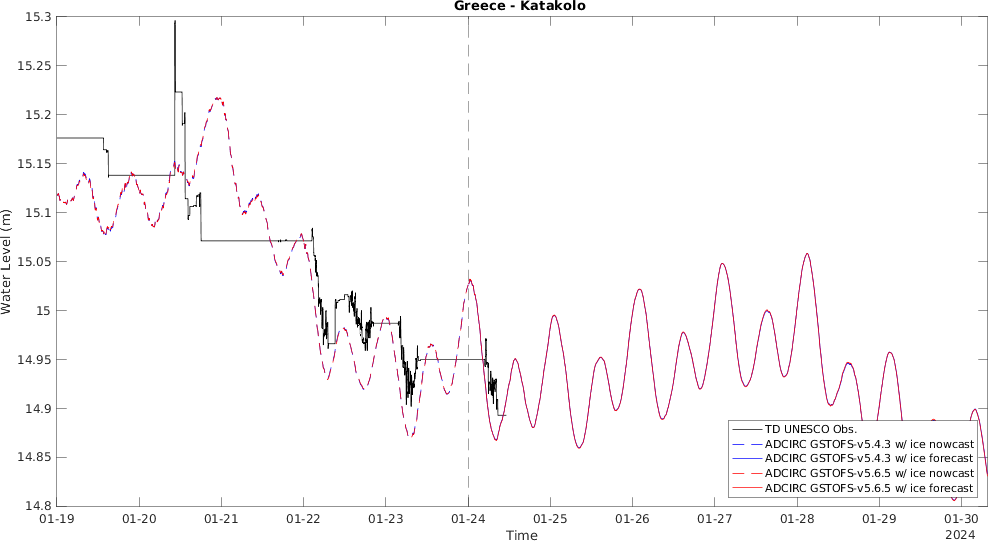 Greece - Katakolo
15.3
15.25
15.2
15.15
15.1
15.05
15
14.95
14.9
14.85
14.8
Water Level (m)
TD UNESCO Obs.
ADCIRC GSTOFS-v5.4.3 w/ ice nowcast
ADCIRC GSTOFS-v5.4.3 w/ ice forecast
ADCIRC GSTOFS-v5.6.5 w/ ice nowcast
ADCIRC GSTOFS-v5.6.5 w/ ice forecast
01-19 01-20 01-21 01-22 01-23 01-24 01-25 01-26 01-27 01-28 01-29 01-30
Time 2024